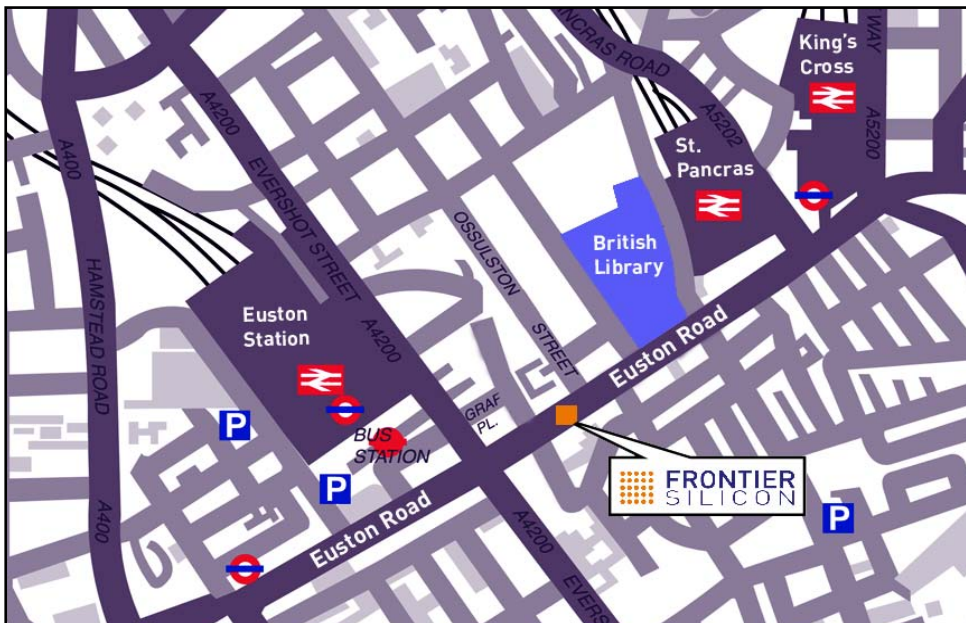 NCRAS ROAD
WAY
King's
Cross
A400
A4200
A5202
A5200
St.
Pancras
EVERSHOT STREET
OSSULSTON
STREET
British
Library
HAMSTEAD ROAD
Euston
Station
A4200
Euston Road
P
BUS
STATION
GRAF
PL.
FRONTIER
SILICON
P
P
A400
Euston Road
A4200
EVERS